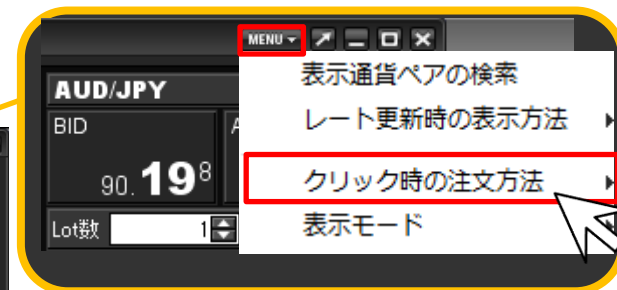 MENU
表示通貨ペアの検索
AUD/JPY
レート更新時の表示方法
BID
90.198
クリック時の注文方法
Lot数 1
表示モード